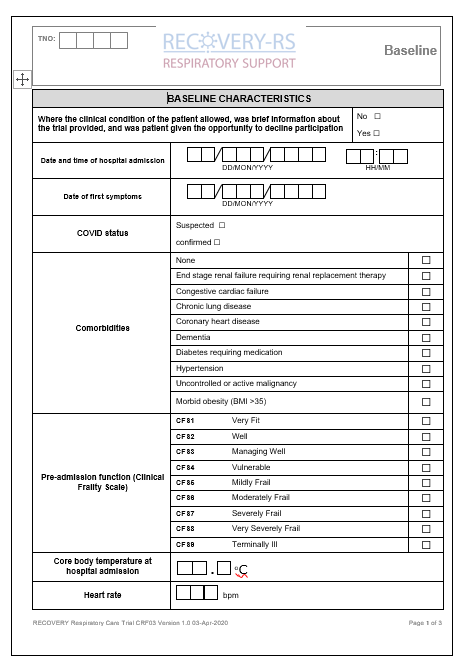 TNO:
RECOVERY-RS
RESPIRATORY SUPPORT
Baseline
BASELINE CHARACTERISTICS
Where the clinical condition of the patient allowed, was brief information about
the trial provided, and was patient given the opportunity to decline participation
No ☐
Yes ☐
Date and time of hospital admission
/ /
:
DD/MON/YYYY
HH/MM
Date of first symptoms
/ /
DD/MON/YYYY
COVID status
Suspected ☐
confirmed ☐
Comorbidities
None ☐
End stage renal failure requiring renal replacement therapy ☐
Congestive cardiac failure ☐
Chronic lung disease ☐
Coronary heart disease ☐
Dementia ☐
Diabetes requiring medication ☐
Hypertension ☐
Uncontrolled or active malignancy ☐
Morbid obesity (BMI >35) ☐
Pre-admission function (Clinical
Frailty Scale)
CFS1 Very Fit ☐
CFS2 Well ☐
CFS3 Managing Well ☐
CFS4 Vulnerable ☐
CFS5 Mildly Frail ☐
CFS6 Moderately Frail ☐
CFS7 Severely Frail ☐
CFS8 Very Severely Frail ☐
CFS9 Terminally Ill ☐
Core body temperature at
hospital admission
. °C
Heart rate
bpm
RECOVERY Respiratory Care Trial CRF03 Version 1.0 03-Apr-2020
Page 1 of 3